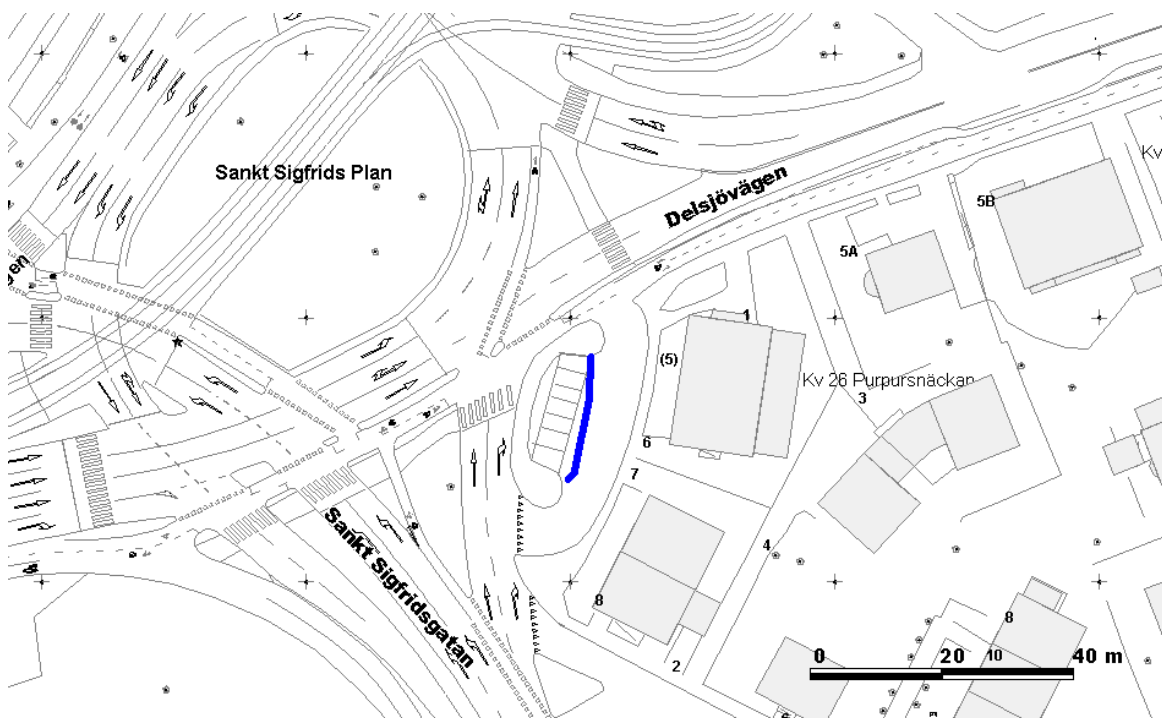 Kv
Sankt Sigfrids Plan
Delsjövägen
5B
5A
1
(5)
Kv 26 Purpursnäckan
3
6
7
Sankt Sigfridsgatan
4
8
8
10
2
0 20 40 m